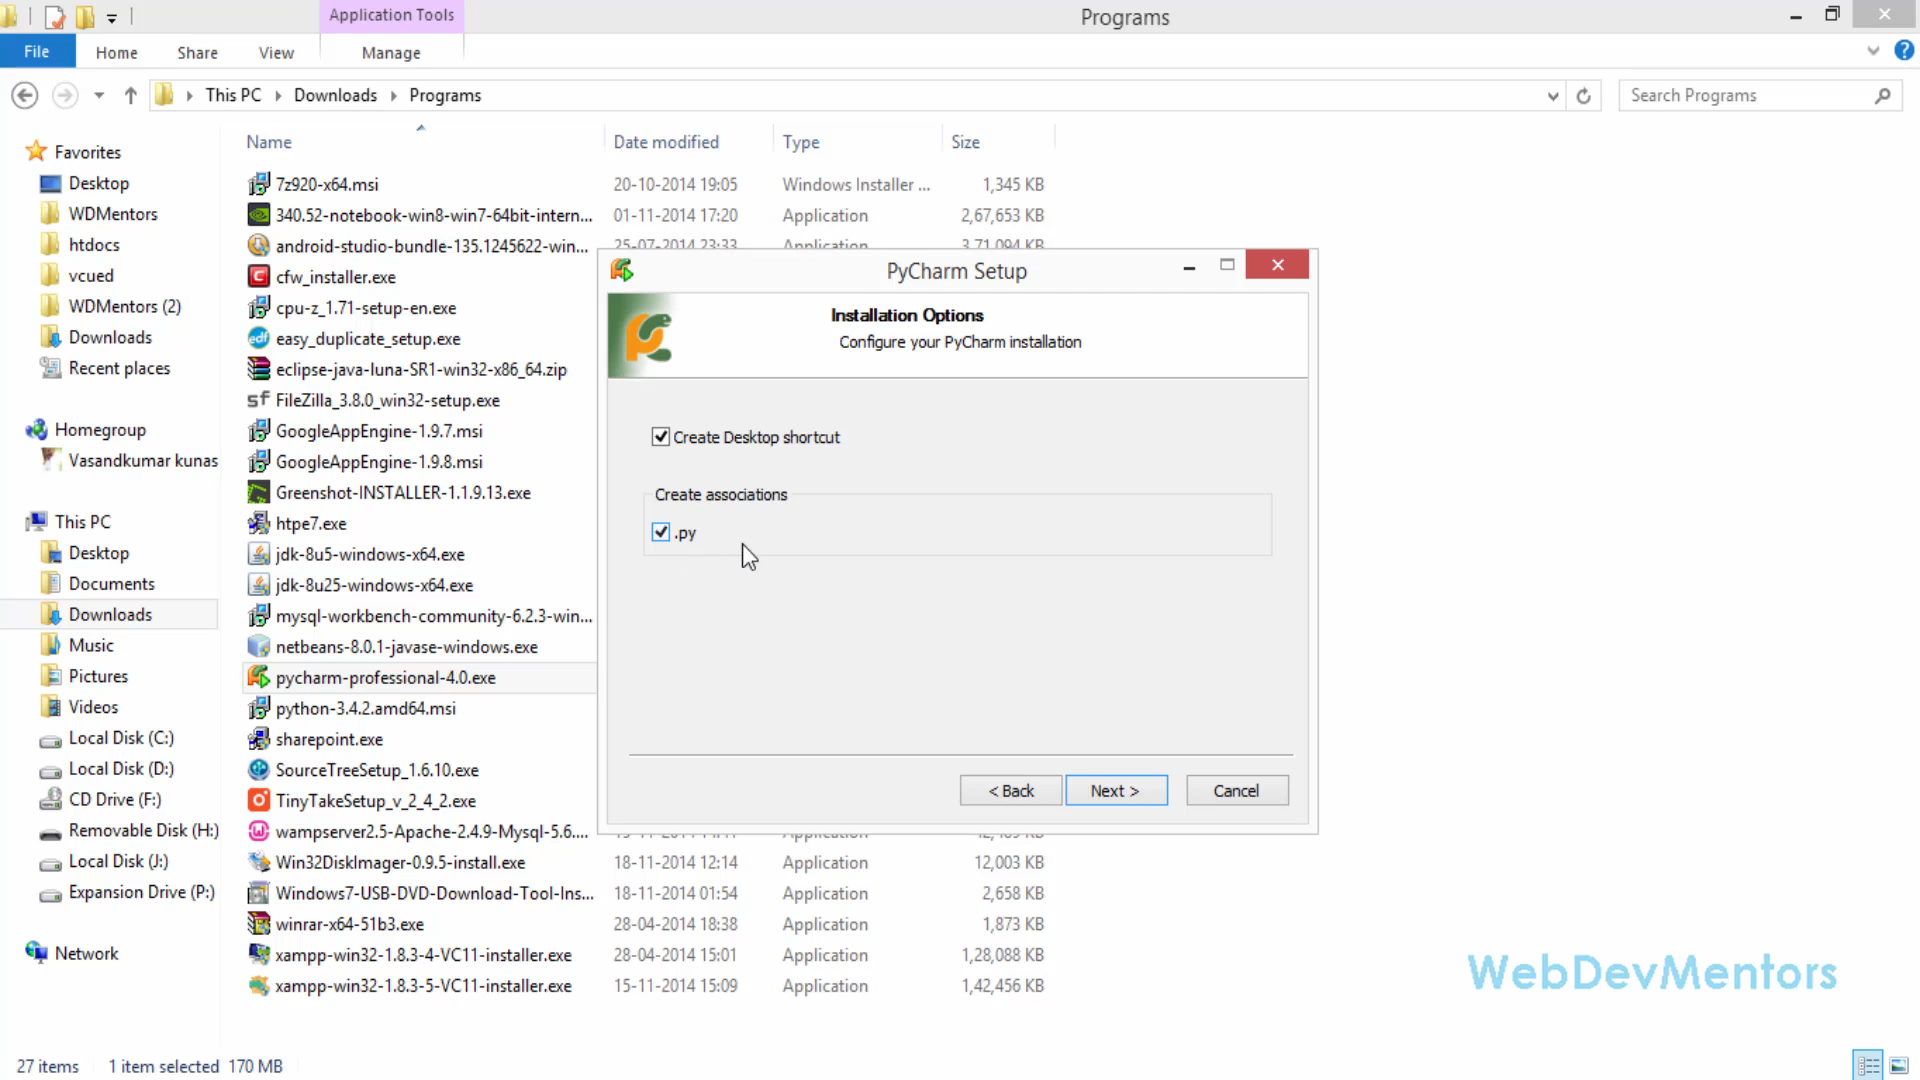 Application Tools
Programs
File
Home
Share
View
Manage
This PC
Downloads
Programs
Search Programs
Name
Date modified
Type
Size
Favorites
Desktop
WDMentors
htdocs
vcued
WDMentors (2)
Downloads
Recent places
Homegroup
Vasandkumar kunas
This PC
Desktop
Documents
Downloads
Music
Pictures
Videos
Local Disk (C:)
Local Disk (D:)
CD Drive (F:)
Removable Disk (H:)
Local Disk (J:)
Expansion Drive (P:)
Network
7z920-x64.msi 20-10-2014 19:05 Windows Installer ... 1,345 KB
340.52-notebook-win8-win7-64bit-intern... 01-11-2014 17:20 Application 2,67,653 KB
android-studio-bundle-135.1245622-win... 25-07-2014 23:33 Application 3,71,094 KB
cfw_installer.exe
cpu-z_1.71-setup-en.exe
easy_duplicate_setup.exe
eclipse-java-luna-SR1-win32-x86_64.zip
FileZilla_3.8.0_win32-setup.exe
GoogleAppEngine-1.9.7.msi
GoogleAppEngine-1.9.8.msi
Greenshot-INSTALLER-1.1.9.13.exe
htpe7.exe
jdk-8u5-windows-x64.exe
jdk-8u25-windows-x64.exe
mysql-workbench-community-6.2.3-win...
netbeans-8.0.1-javase-windows.exe
pycharm-professional-4.0.exe
python-3.4.2.amd64.msi
sharepoint.exe
SourceTreeSetup_1.6.10.exe
TinyTakeSetup_v_2_4_2.exe
wampserver2.5-Apache-2.4.9-Mysql-5.6.... Application
Win32DiskImager-0.9.5-install.exe 18-11-2014 12:14 Application 12,003 KB
Windows7-USB-DVD-Download-Tool-Ins... 18-11-2014 01:54 Application 2,658 KB
winrar-x64-51b3.exe 28-04-2014 18:38 Application 1,873 KB
xampp-win32-1.8.3-4-VC11-installer.exe 28-04-2014 15:01 Application 1,28,088 KB
xampp-win32-1.8.3-5-VC11-installer.exe 15-11-2014 15:09 Application 1,42,456 KB
PyCharm Setup
Installation Options
Configure your PyCharm installation
Create Desktop shortcut
Create associations
.py
< Back
Next >
Cancel
WebDevMentors
27 items
1 item selected 170 MB